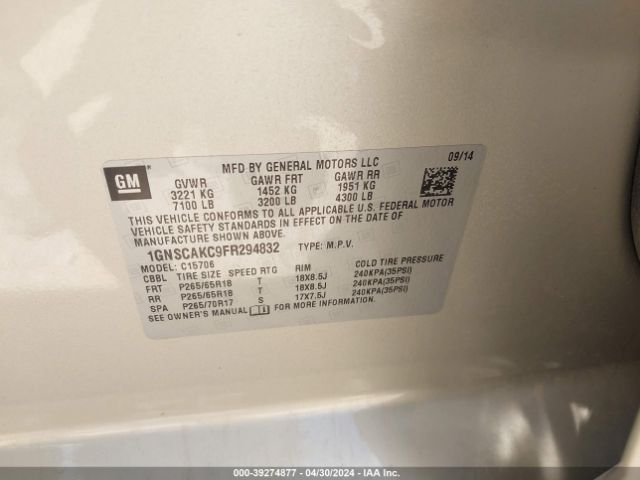 GM
MFD BY GENERAL MOTORS LLC 09/14
GVWR GAWR FRT GAWR RR
3221 KG 1452 KG 1951 KG
7100 LB 3200 LB 4300 LB
THIS VEHICLE CONFORMS TO ALL APPLICABLE U.S. FEDERAL MOTOR
VEHICLE SAFETY STANDARDS IN EFFECT ON THE DATE OF
MANUFACTURE SHOWN ABOVE.
1GNSCAKC9FR294832 TYPE: M.P.V.
MODEL: C15706
CBBL TIRE SIZE SPEED RTG RIM COLD TIRE PRESSURE
FRT P265/65R18 T 18X8.5J 240KPA(35PSI)
RR P265/65R18 T 18X8.5J 240KPA(35PSI)
SPA P265/70R17 S 17X7.5J 240KPA(35PSI)
SEE OWNER'S MANUAL FOR MORE INFORMATION.
000-39274877 - 04/30/2024 - IAA Inc.